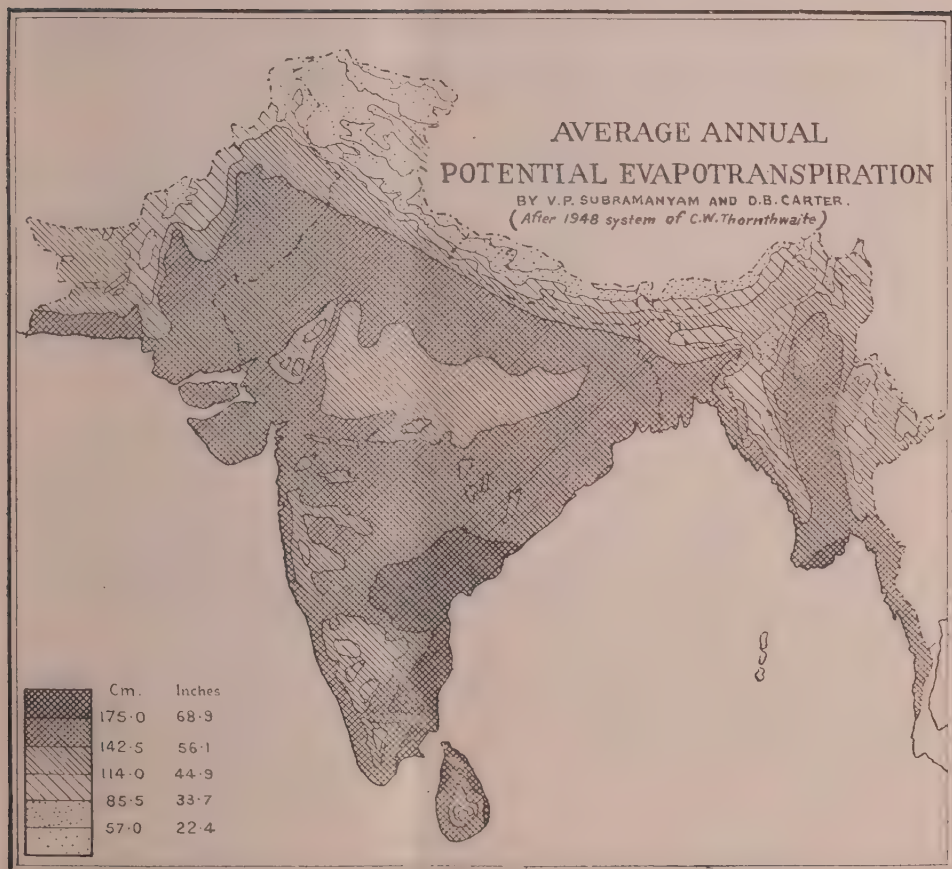 AVERAGE ANNUAL
POTENTIAL EVAPOTRANSPIRATION
BY V.P. SUBRAMANYAM AND D.B. CARTER.
(After 1948 system of C.W. Thornthwaite)
Cm. Inches
175·0 68·9
142·5 56·1
114·0 44·9
85·5 33·7
57·0 22·4